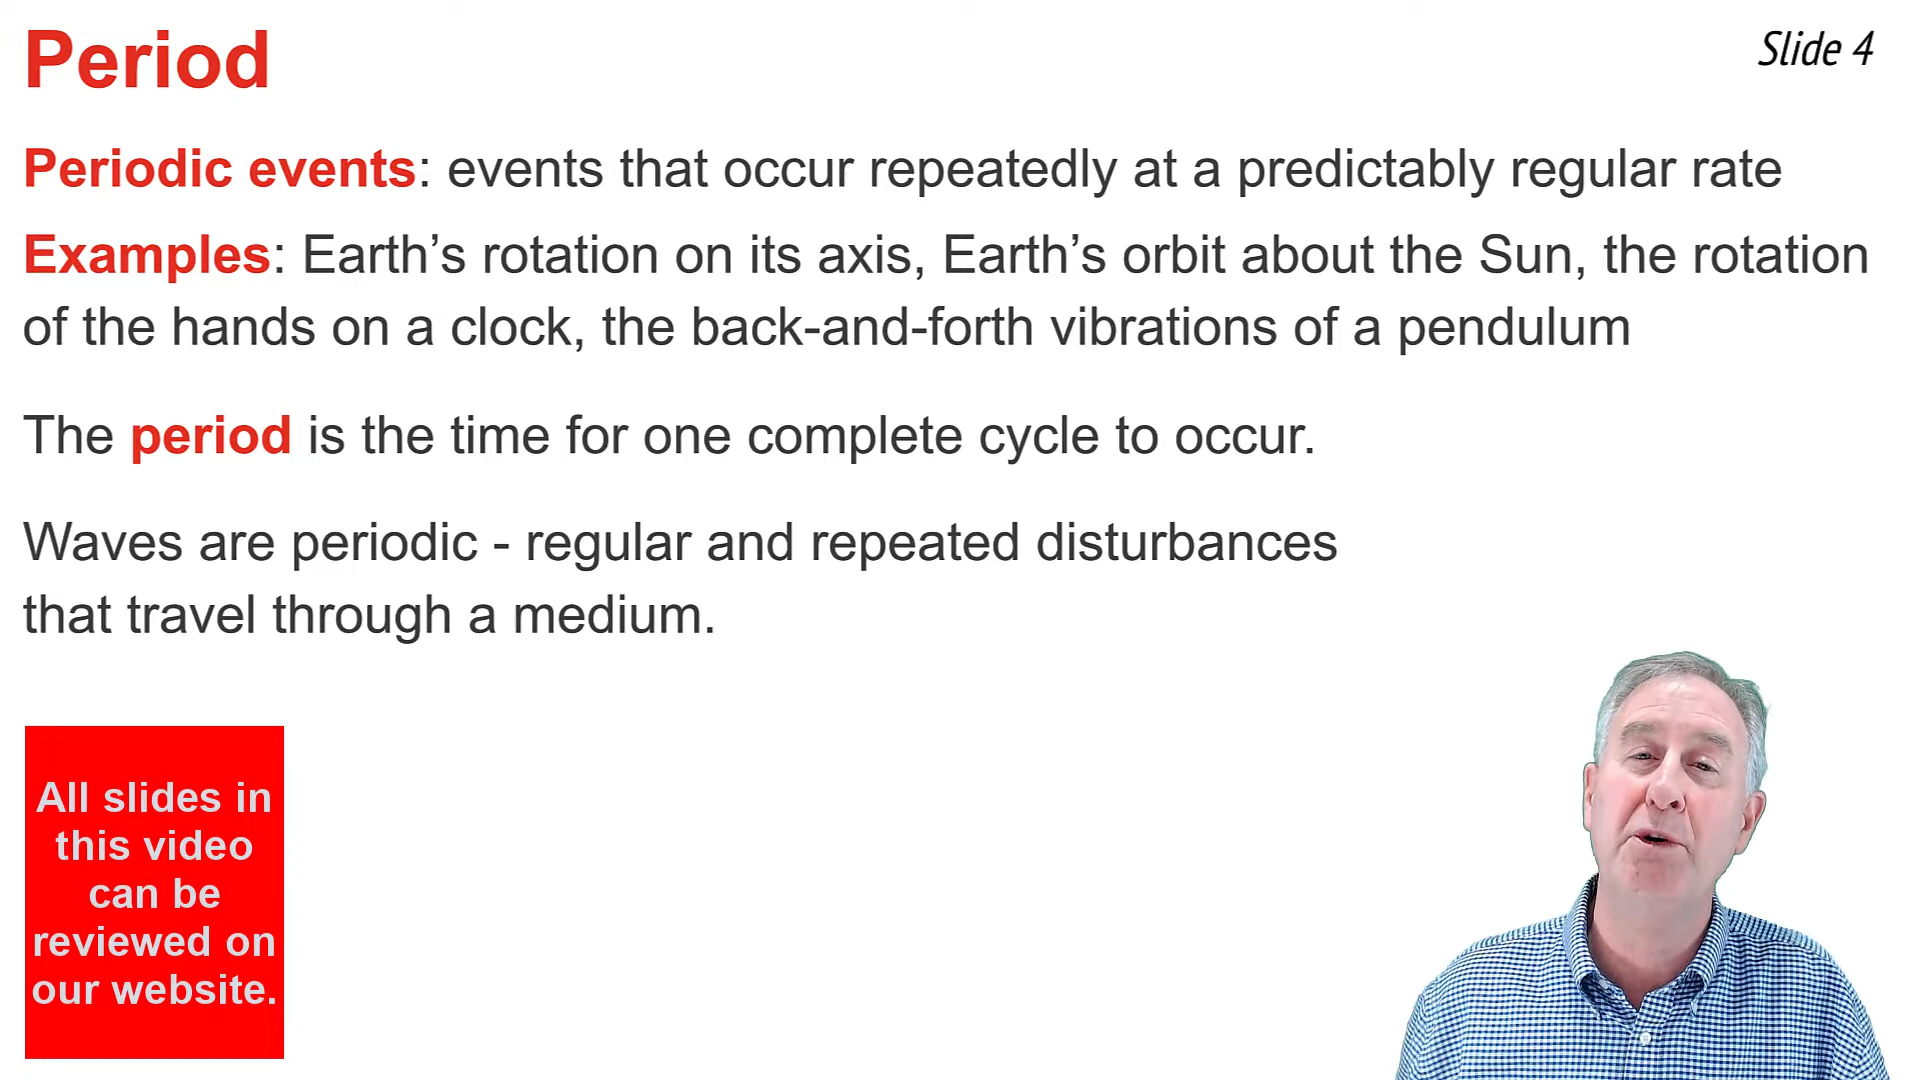 Period
Slide 4
Periodic events: events that occur repeatedly at a predictably regular rate
Examples: Earth’s rotation on its axis, Earth’s orbit about the Sun, the rotation
of the hands on a clock, the back-and-forth vibrations of a pendulum
The period is the time for one complete cycle to occur.
Waves are periodic - regular and repeated disturbances
that travel through a medium.
All slides in
this video
can be
reviewed on
our website.